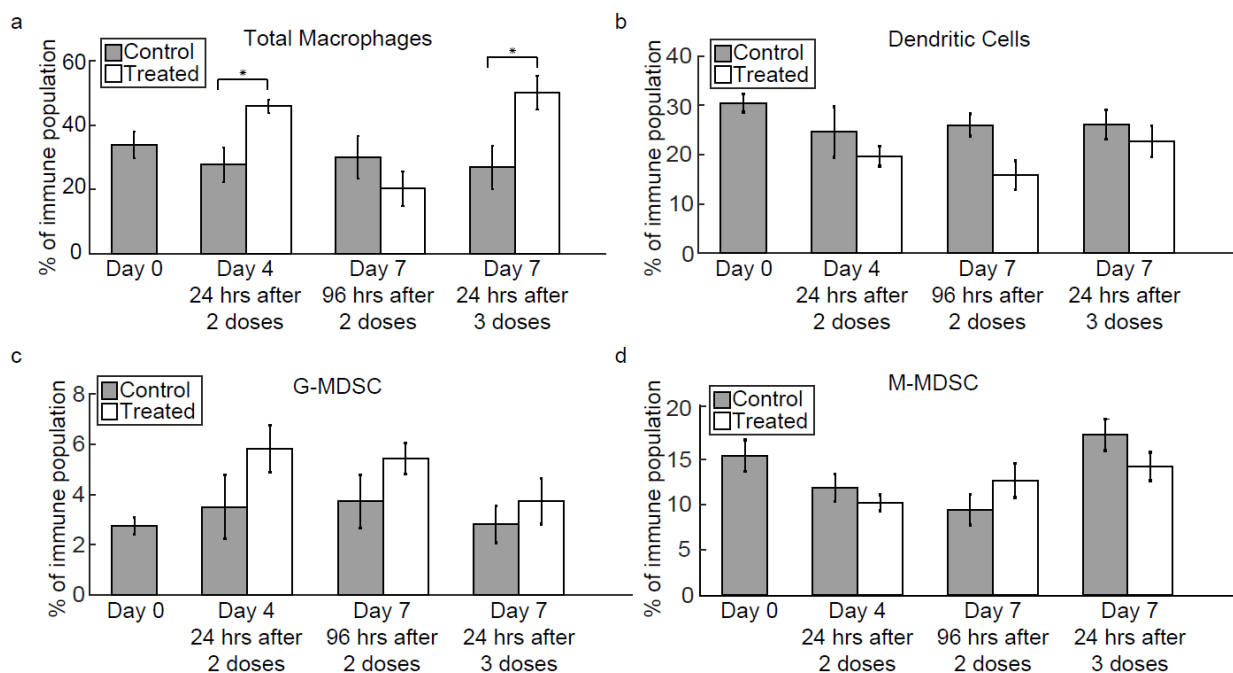 a
Total Macrophages
Control
Treated
% of immune population
60
40
20
0
*
*
Day 0
Day 4
24 hrs after
2 doses
Day 7
96 hrs after
2 doses
Day 7
24 hrs after
3 doses
b
Dendritic Cells
Control
Treated
% of immune population
40
30
20
10
0
Day 0
Day 4
24 hrs after
2 doses
Day 7
96 hrs after
2 doses
Day 7
24 hrs after
3 doses
c
G-MDSC
Control
Treated
% of immune population
8
6
4
2
0
Day 0
Day 4
24 hrs after
2 doses
Day 7
96 hrs after
2 doses
Day 7
24 hrs after
3 doses
d
M-MDSC
Control
Treated
% of immune population
20
15
10
5
0
Day 0
Day 4
24 hrs after
2 doses
Day 7
96 hrs after
2 doses
Day 7
24 hrs after
3 doses